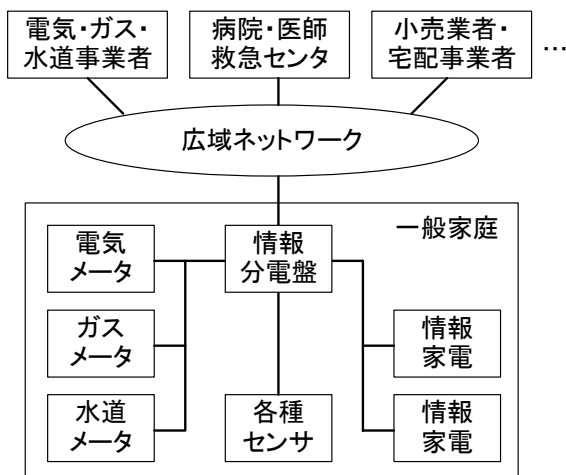 電気・ガス・
水道事業者
病院・医師
救急センタ
小売業者・
宅配事業者
…
広域ネットワーク
一般家庭
電気
メータ
情報
分電盤
ガス
メータ
情報
家電
水道
メータ
各種
センサ
情報
家電